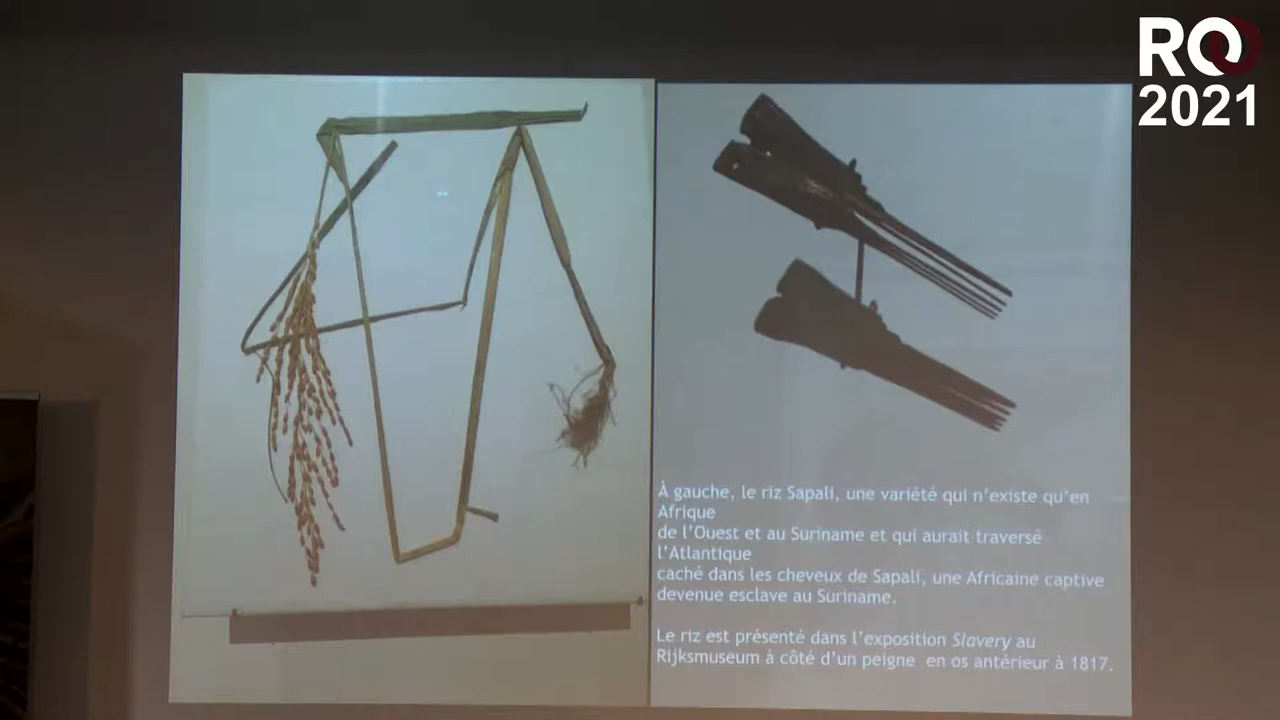 RO
2021
À gauche, le riz Sapali, une variété qui n'existe qu'en
Afrique
de l'Ouest et au Suriname et qui aurait traversé
l'Atlantique
caché dans les cheveux de Sapali, une Africaine captive
devenue esclave au Suriname.
Le riz est présenté dans l'exposition Slavery au
Rijksmuseum à côté d'un peigne en os antérieur à 1817.